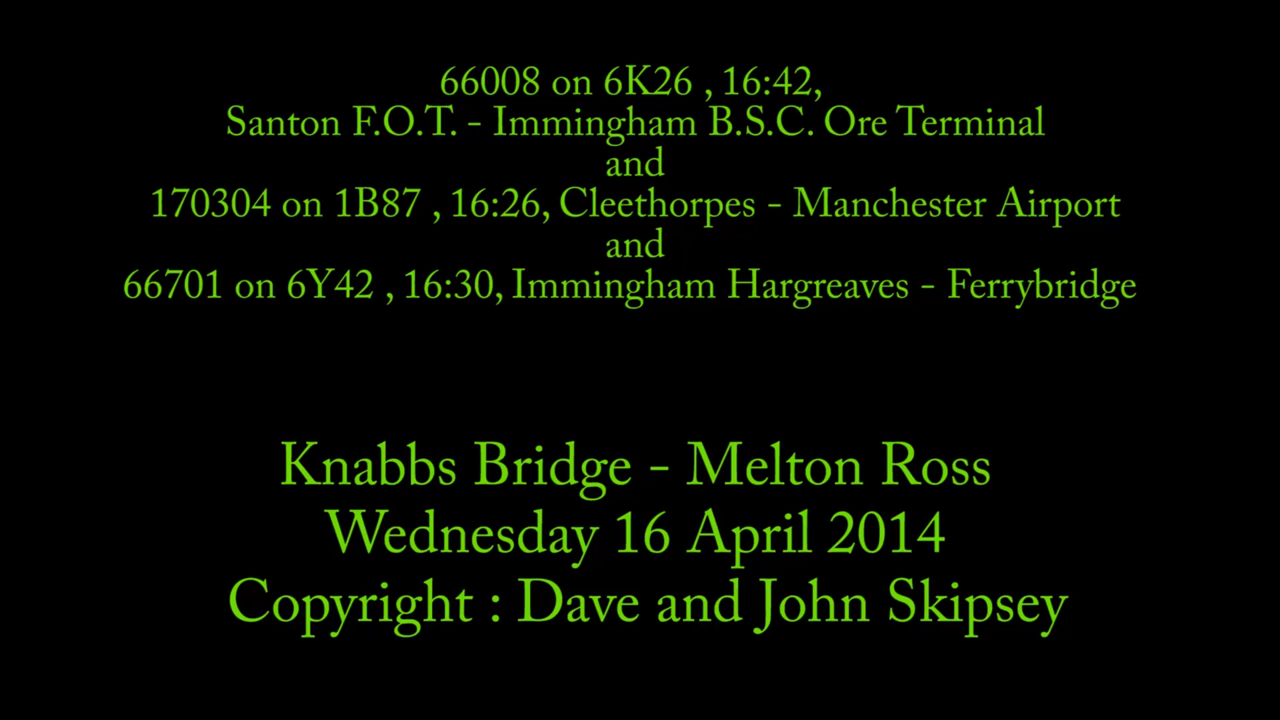 66008 on 6K26 , 16:42,
Santon F.O.T. - Immingham B.S.C. Ore Terminal
and
170304 on 1B87 , 16:26, Cleethorpes - Manchester Airport
and
66701 on 6Y42 , 16:30, Immingham Hargreaves - Ferrybridge
Knabbs Bridge - Melton Ross
Wednesday 16 April 2014
Copyright : Dave and John Skipsey